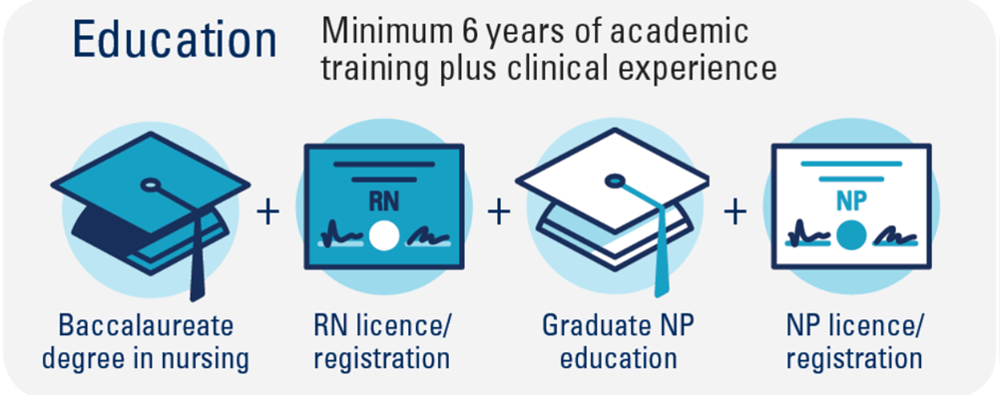 Education
Minimum 6 years of academic
training plus clinical experience
RN
NP
+
+
+
Baccalaureate
degree in nursing
RN licence/
registration
Graduate NP
education
NP licence/
registration